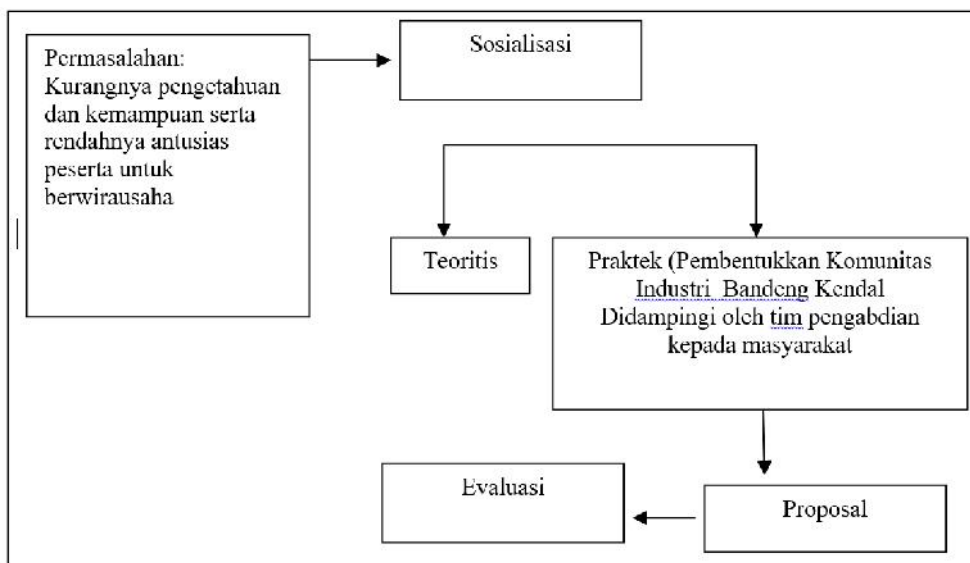 Permasalahan:
Kurangnya pengetahuan
dan kemampuan serta
rendahnya antusias
peserta untuk
berwirausaha
Sosialisasi
Teoritis
Praktek (Pembentukkan Komunitas
Industri Bandeng Kendal
Didampingi oleh tim pengabdian
kepada masyarakat
Proposal
Evaluasi